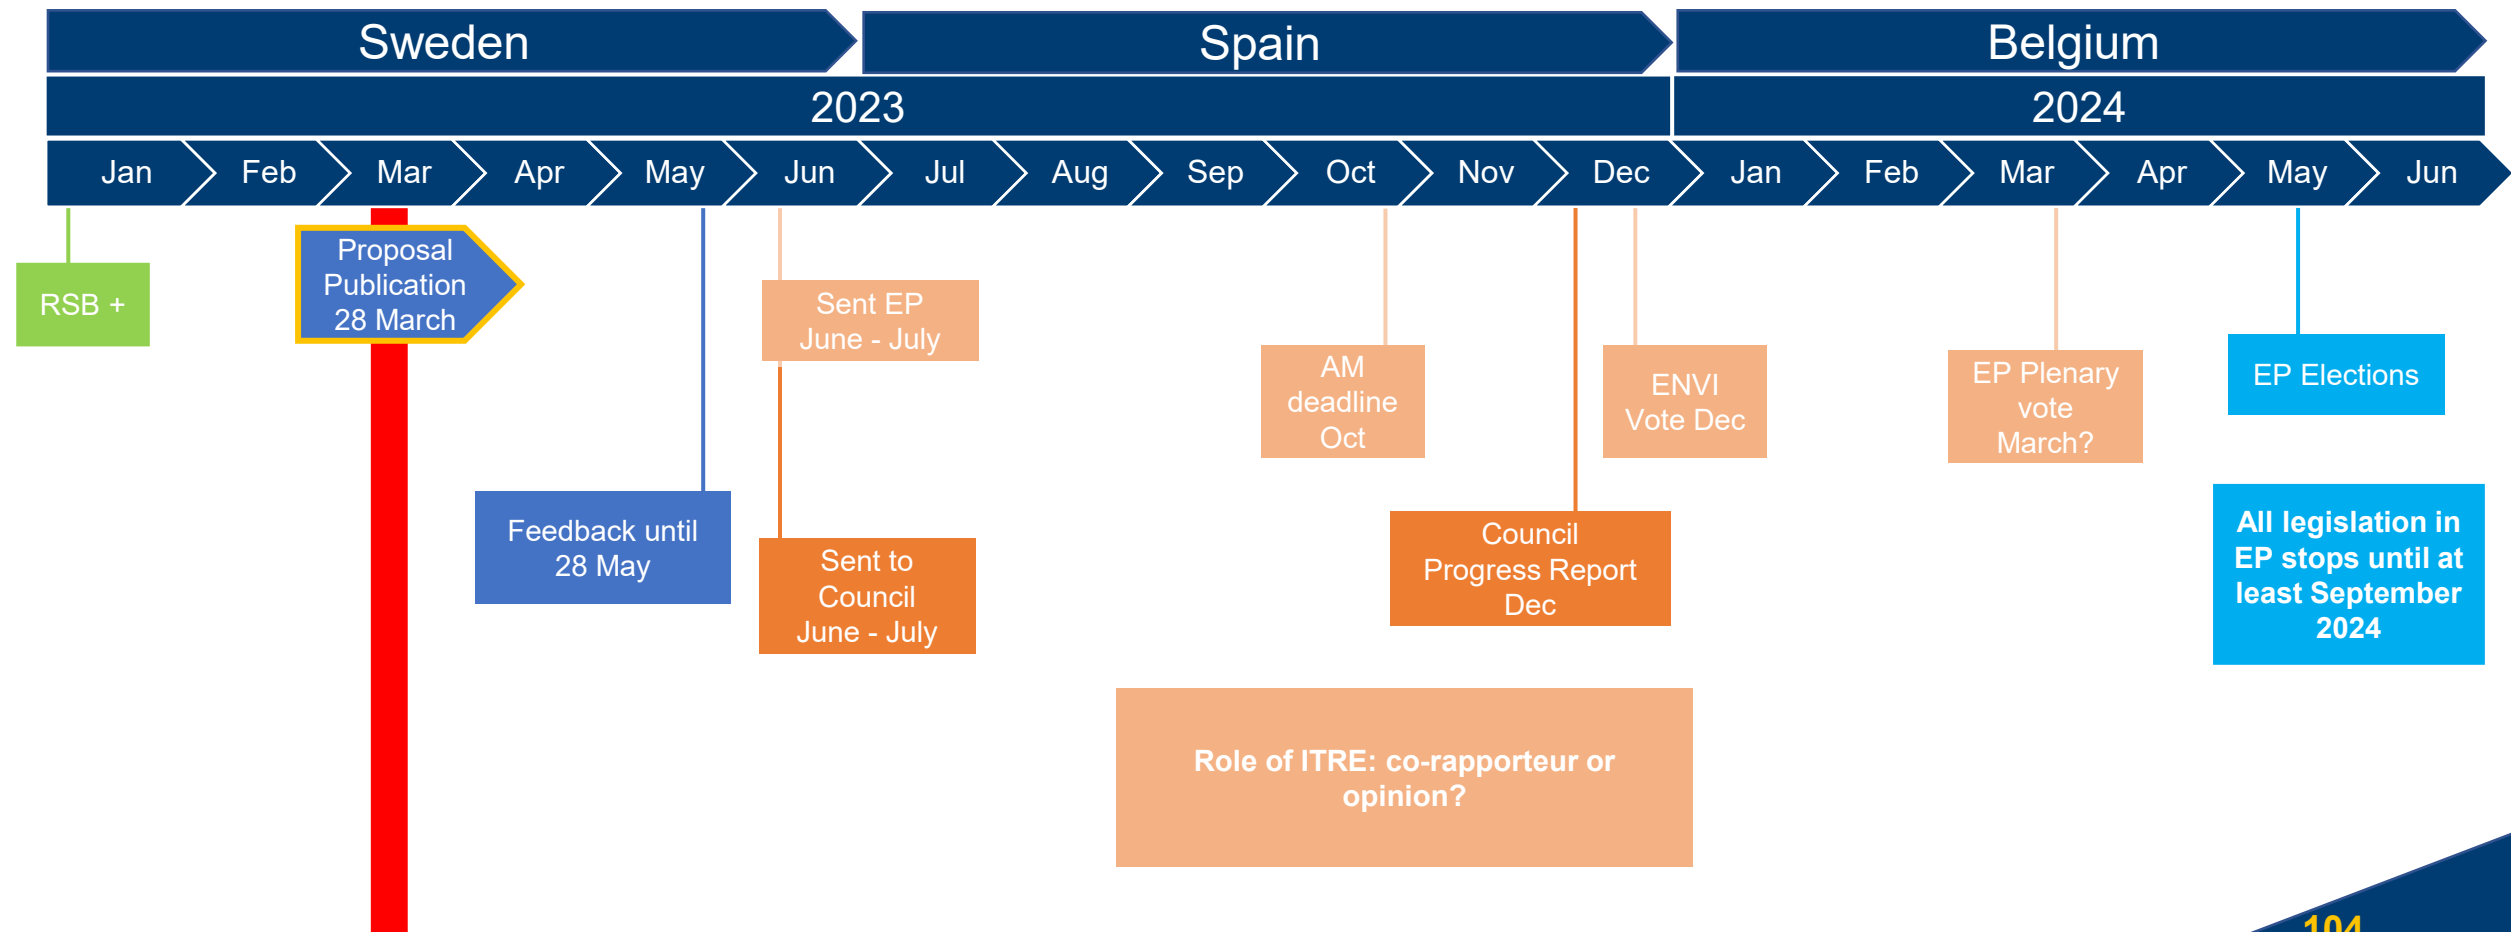 Sweden
Spain
Belgium
2023
2024
Jan
Feb
Mar
Apr
May
Jun
Jul
Aug
Sep
Oct
Nov
Dec
Jan
Feb
Mar
Apr
May
Jun
RSB +
Proposal
Publication
28 March
Feedback until
28 May
Sent EP
June - July
Sent to
Council
June - July
AM
deadline
Oct
Council
Progress Report
Dec
ENVI
Vote Dec
EP Plenary
vote
March?
EP Elections
All legislation in
EP stops until at
least September
2024
Role of ITRE: co-rapporteur or
opinion?
104